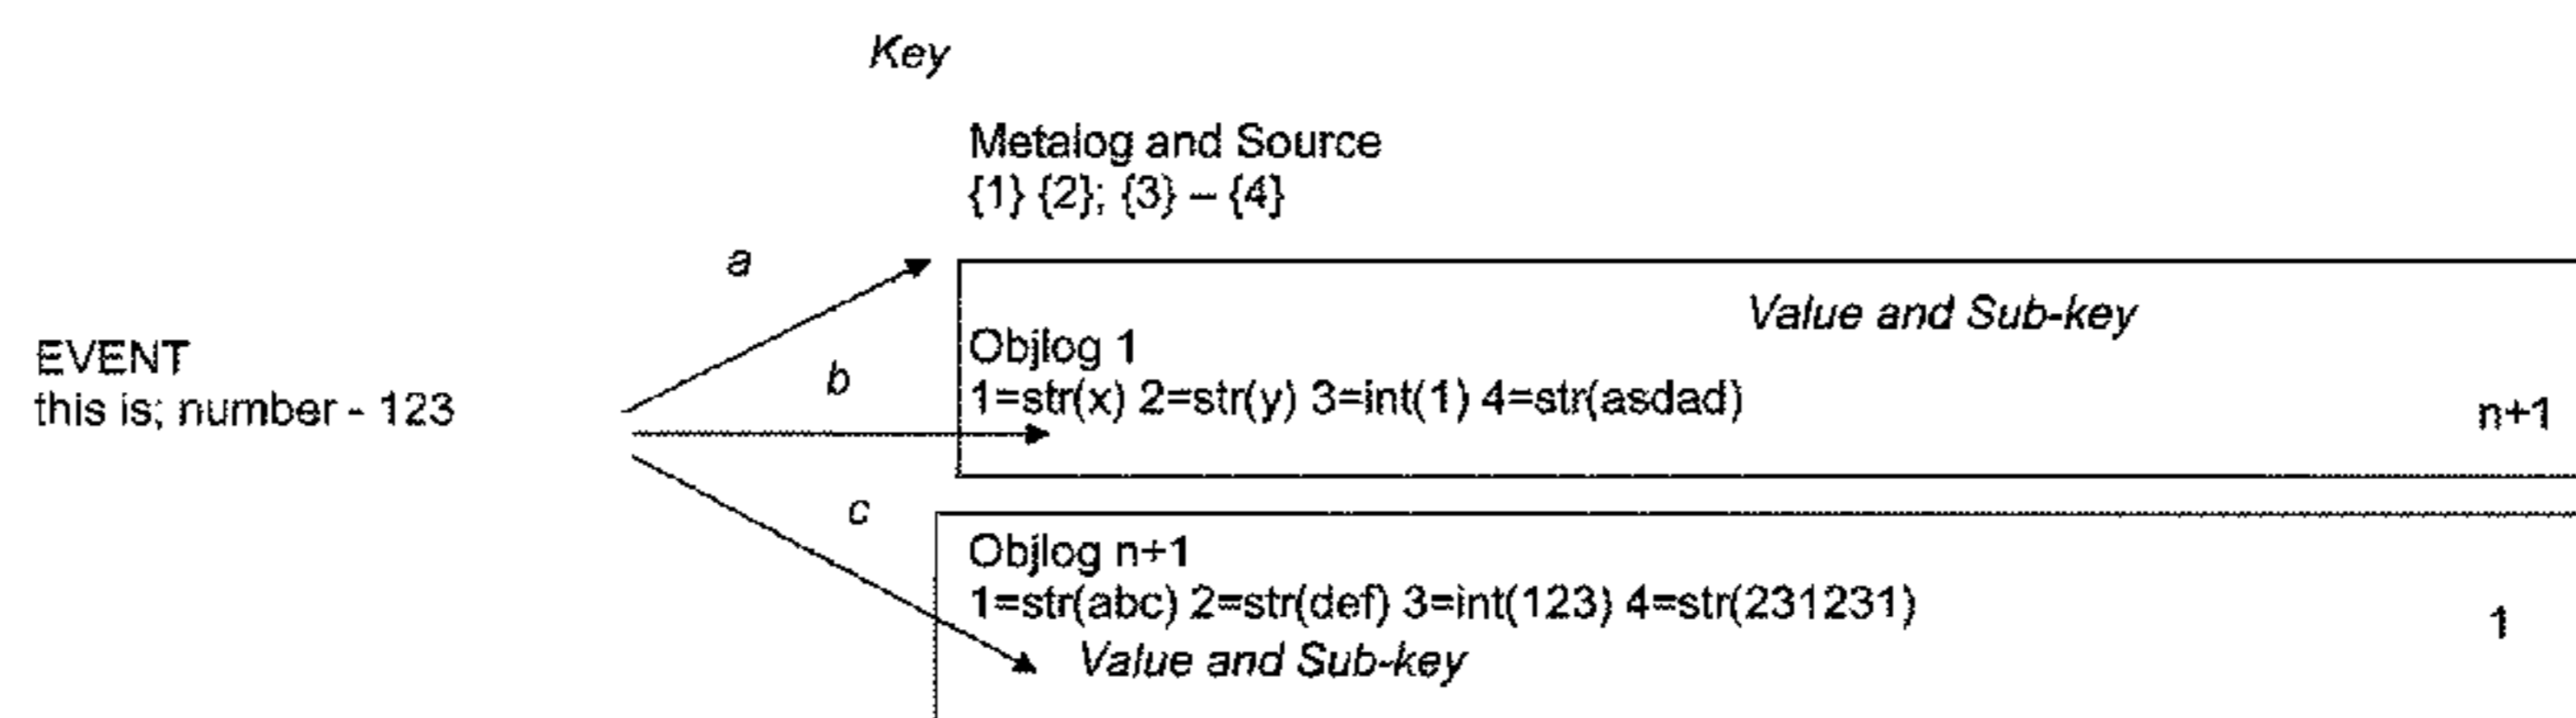 Key
Metalog and Source
{1} {2}; {3} – {4}
a
Value and Sub-key
EVENT
this is; number - 123
b
Objlog 1
1=str(x) 2=str(y) 3=int(1) 4=str(asdad)
n+1
c
Objlog n+1
1=str(abc) 2=str(def) 3=int(123) 4=str(231231)
1
Value and Sub-key